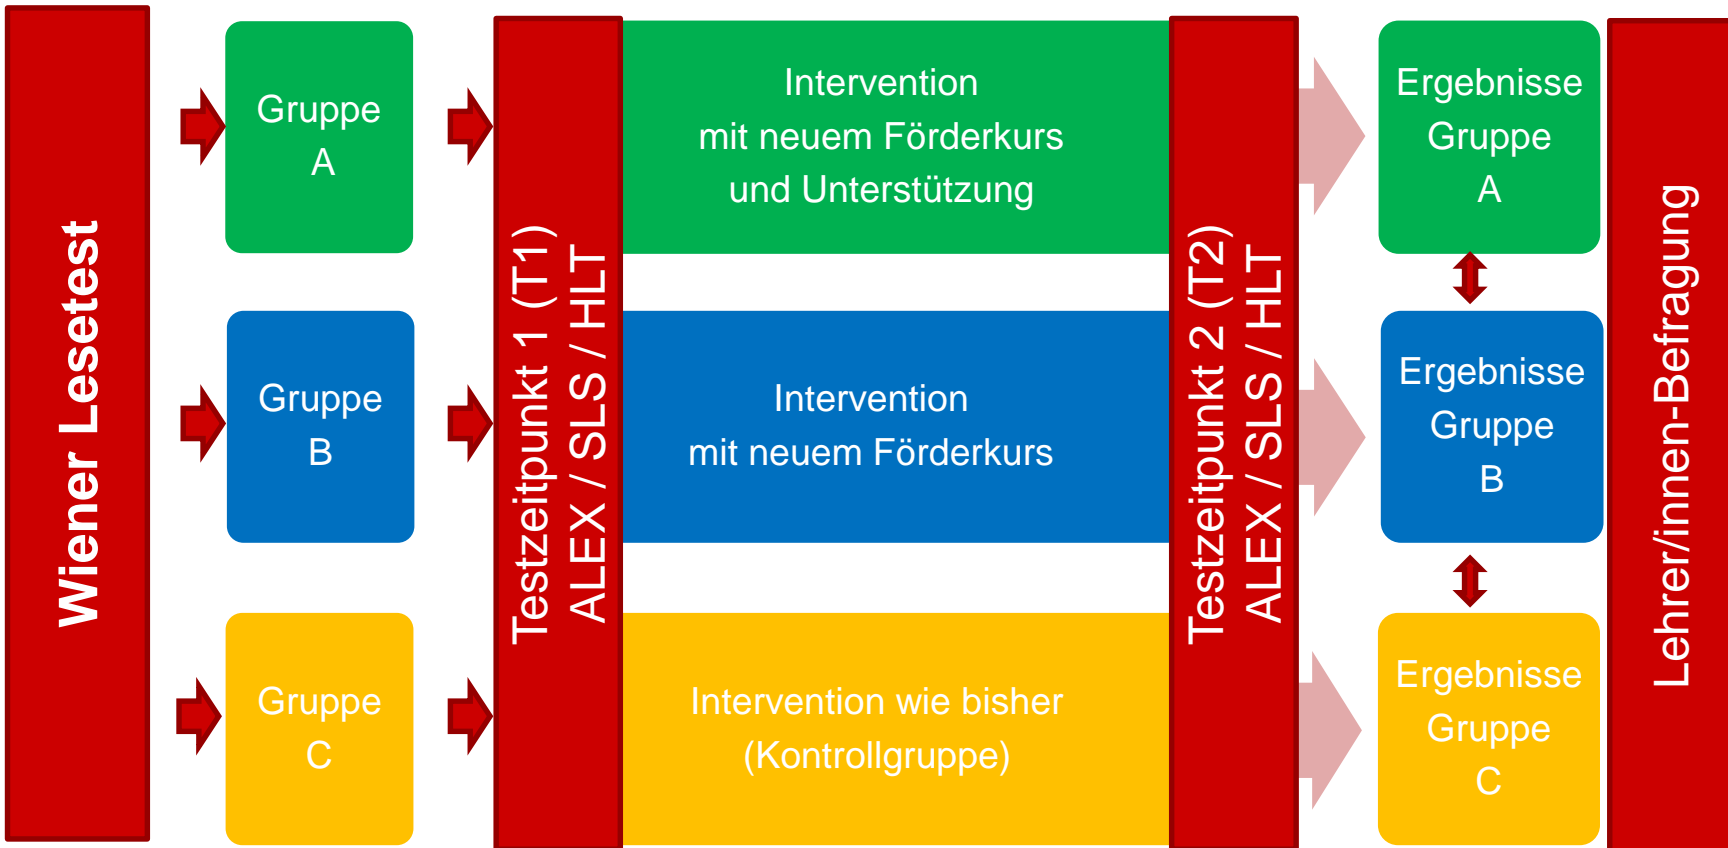 Wiener Lesetest
Gruppe
A
Gruppe
B
Gruppe
C
Testzeitpunkt 1 (T1)
ALEX / SLS / HLT
Intervention
mit neuem Förderkurs
und Unterstützung
Intervention
mit neuem Förderkurs
Intervention wie bisher
(Kontrollgruppe)
Testzeitpunkt 2 (T2)
ALEX / SLS / HLT
Ergebnisse
Gruppe
A
Ergebnisse
Gruppe
B
Ergebnisse
Gruppe
C
Lehrer/innen-Befragung